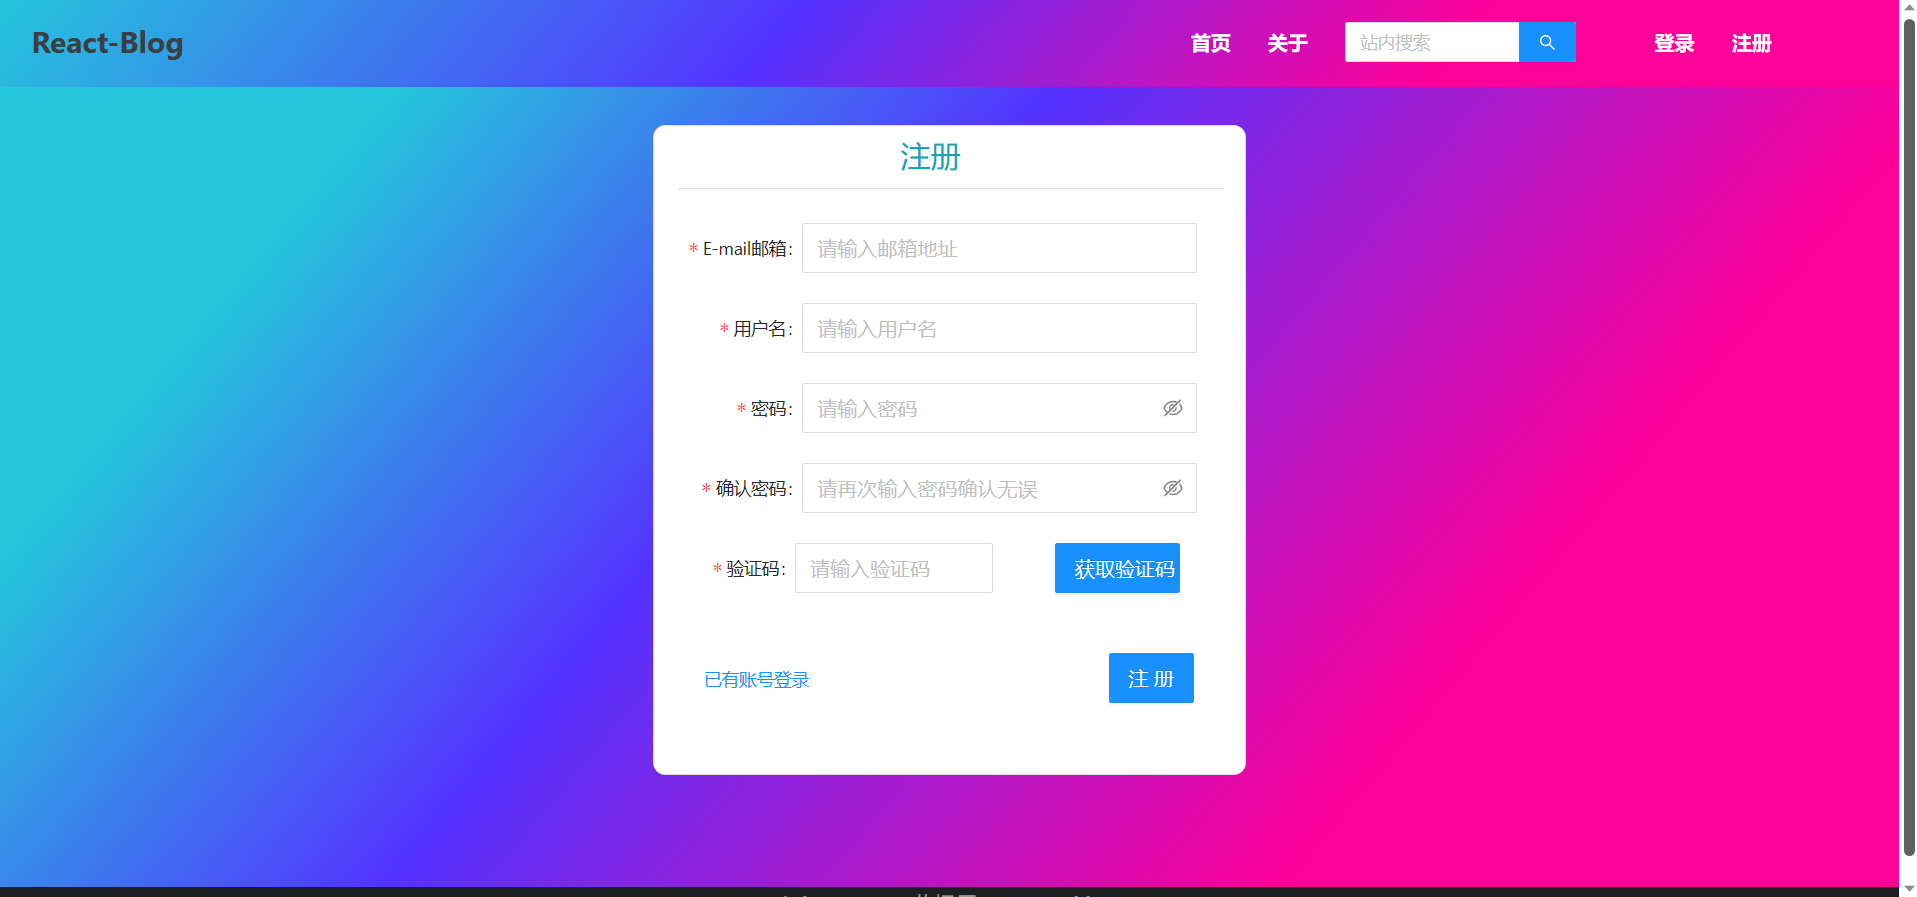 React-Blog 首页 关于 站内搜索 登录 注册
注册
* E-mail邮箱: 请输入邮箱地址
* 用户名: 请输入用户名
* 密码: 请输入密码
* 确认密码: 请再次输入密码确认无误
* 验证码: 请输入验证码 获取验证码
已有账号登录 注 册